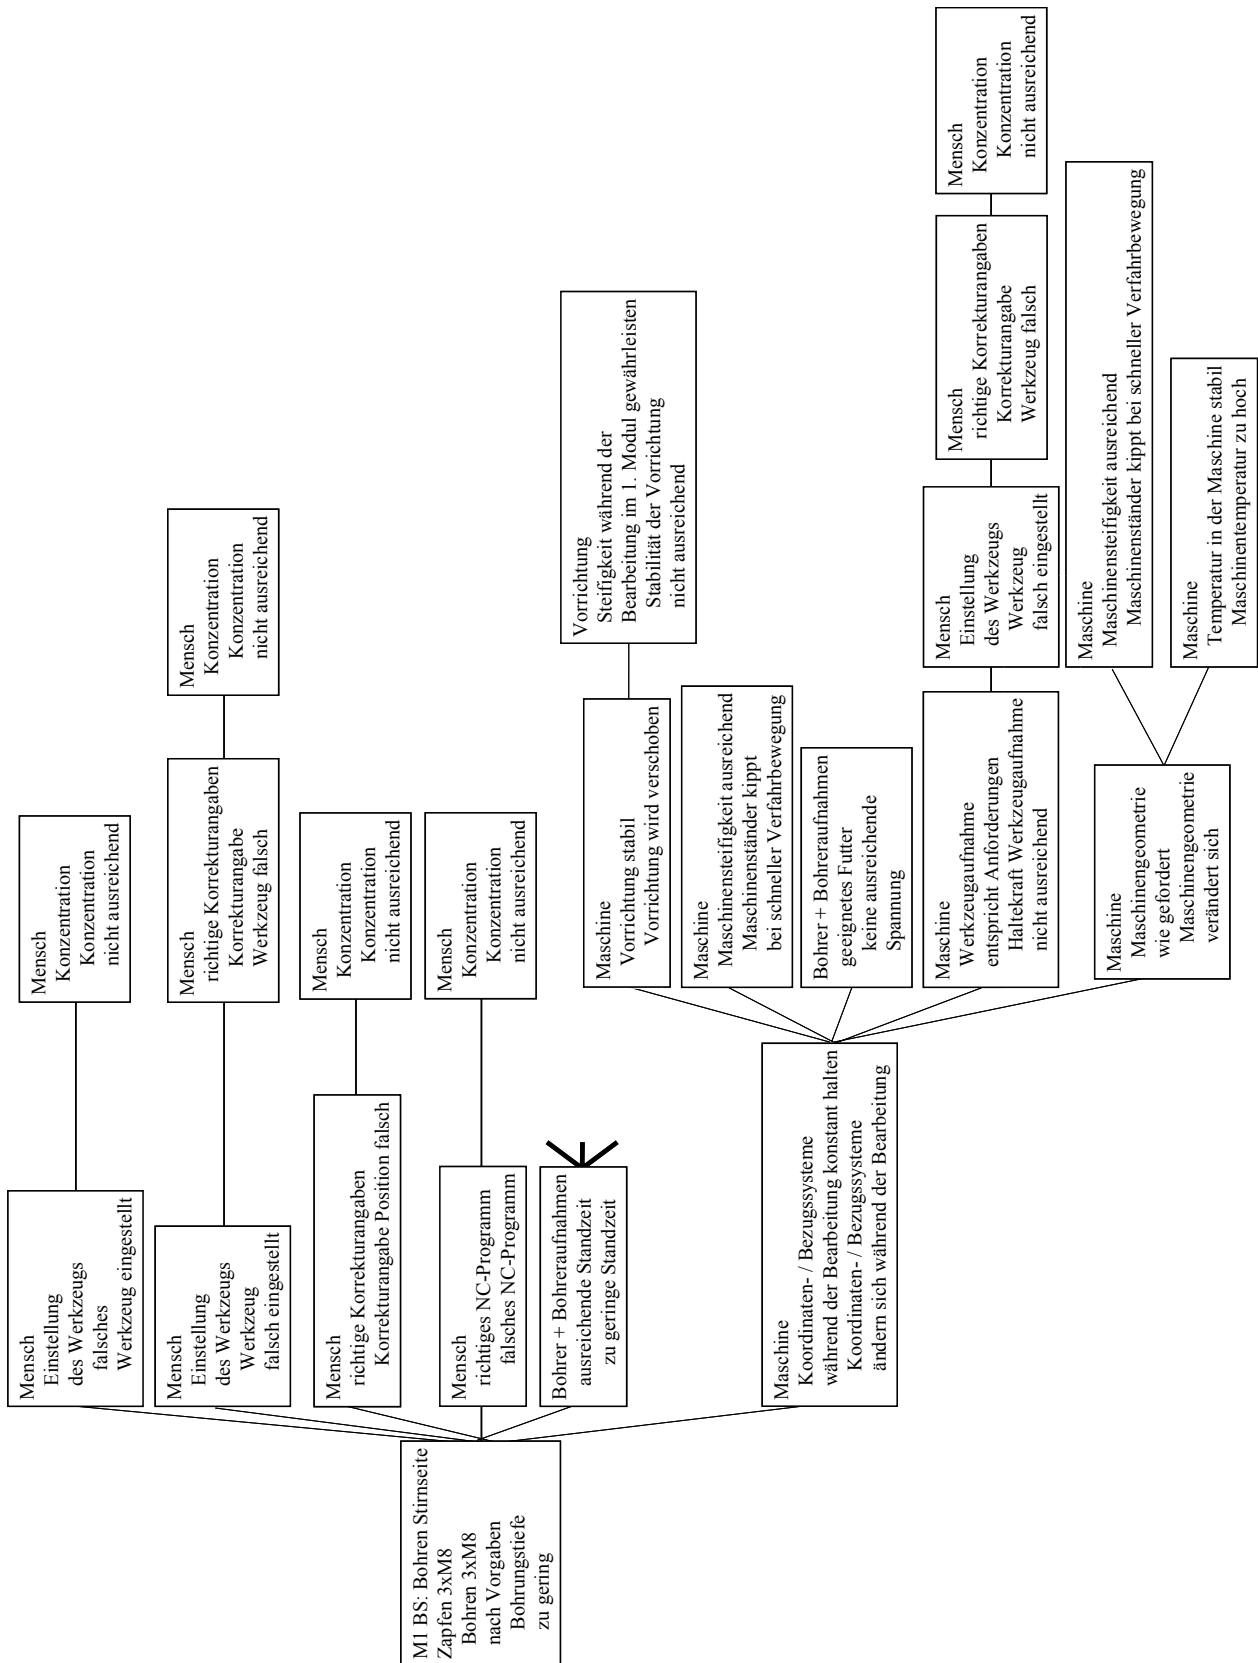 M1 BS: Bohren Stirnseite
Zapfen 3xM8
Bohren 3xM8
nach Vorgaben
Bohrungstiefe
zu gering
Mensch
Einstellung
des Werkzeugs
falsches
Werkzeug eingestellt
Mensch
Konzentration
Konzentration
nicht ausreichend
Mensch
Einstellung
des Werkzeugs
Werkzeug
falsch eingestellt
Mensch
richtige Korrekturangaben
Korrekturangabe
Werkzeug falsch
Mensch
Konzentration
Konzentration
nicht ausreichend
Mensch
richtige Korrekturangaben
Korrekturangabe Position falsch
Mensch
Konzentration
Konzentration
nicht ausreichend
Mensch
richtiges NC-Programm
falsches NC-Programm
Mensch
Konzentration
Konzentration
nicht ausreichend
Bohrer + Bohreraufnahmen
ausreichende Standzeit
zu geringe Standzeit
Maschine
Koordinaten- / Bezugssysteme
während der Bearbeitung konstant halten
Koordinaten- / Bezugssysteme
ändern sich während der Bearbeitung
Maschine
Vorrichtung stabil
Vorrichtung wird verschoben
Vorrichtung
Steifigkeit während der
Bearbeitung im 1. Modul gewährleisten
Stabilität der Vorrichtung
nicht ausreichend
Maschine
Maschinensteifigkeit ausreichend
Maschinenständer kippt
bei schneller Verfahrbewegung
Bohrer + Bohreraufnahmen
geeignetes Futter
keine ausreichende
Spannung
Maschine
Werkzeugaufnahme
entspricht Anforderungen
Haltekraft Werkzeugaufnahme
nicht ausreichend
Mensch
Einstellung
des Werkzeugs
Werkzeug
falsch eingestellt
Mensch
richtige Korrekturangaben
Korrekturangabe
Werkzeug falsch
Mensch
Konzentration
Konzentration
nicht ausreichend
Maschine
Maschinengeometrie
wie gefordert
Maschinengeometrie
verändert sich
Maschine
Maschinensteifigkeit ausreichend
Maschinenständer kippt bei schneller Verfahrbewegung
Maschine
Temperatur in der Maschine stabil
Maschinentemperatur zu hoch